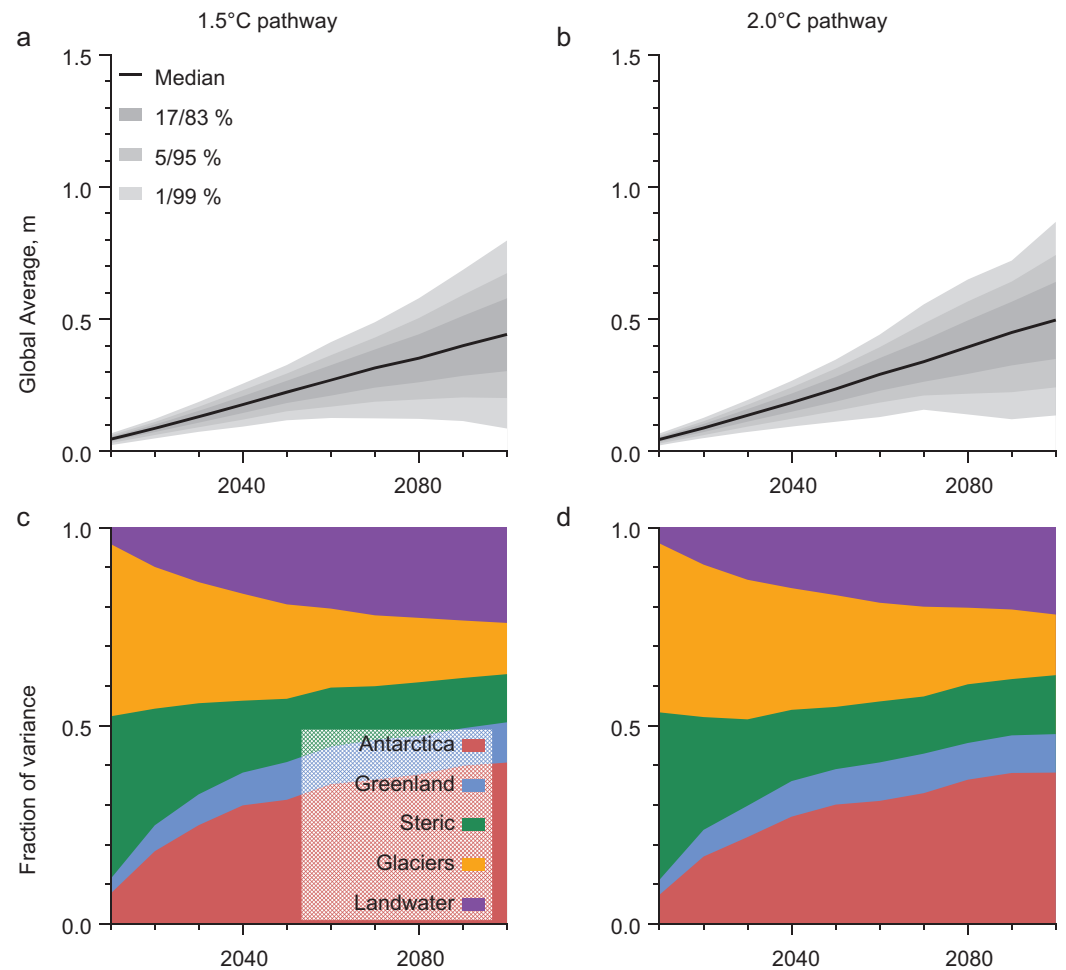 1.5°C pathway
2.0°C pathway
a
b
1.5
1.0
0.5
0.0
Global Average, m
Median
17/83 %
5/95 %
1/99 %
2040
2080
1.5
1.0
0.5
0.0
2040
2080
c
d
1.0
0.5
0.0
Fraction of variance
Antarctica
Greenland
Steric
Glaciers
Landwater
2040
2080
1.0
0.5
0.0
2040
2080